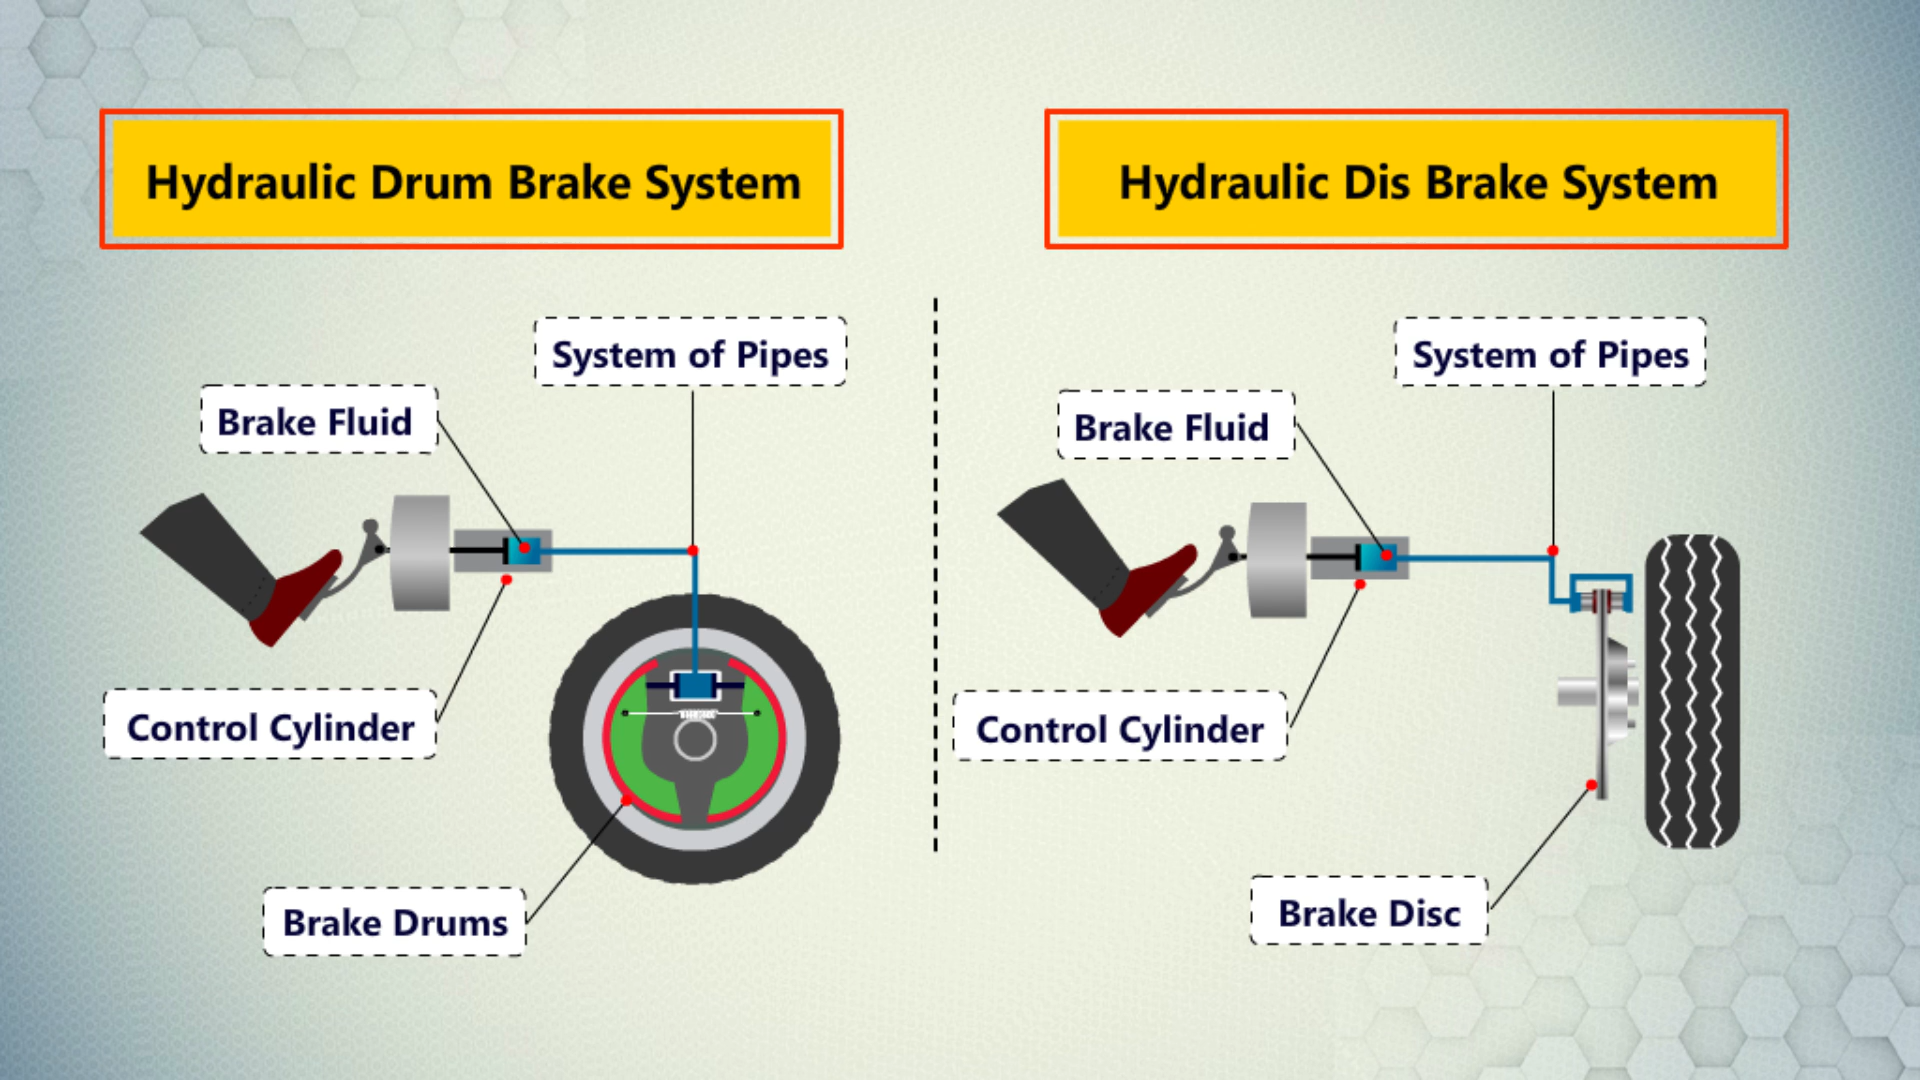 Hydraulic Drum Brake System
System of Pipes
Brake Fluid
Control Cylinder
Brake Drums
Hydraulic Dis Brake System
System of Pipes
Brake Fluid
Control Cylinder
Brake Disc